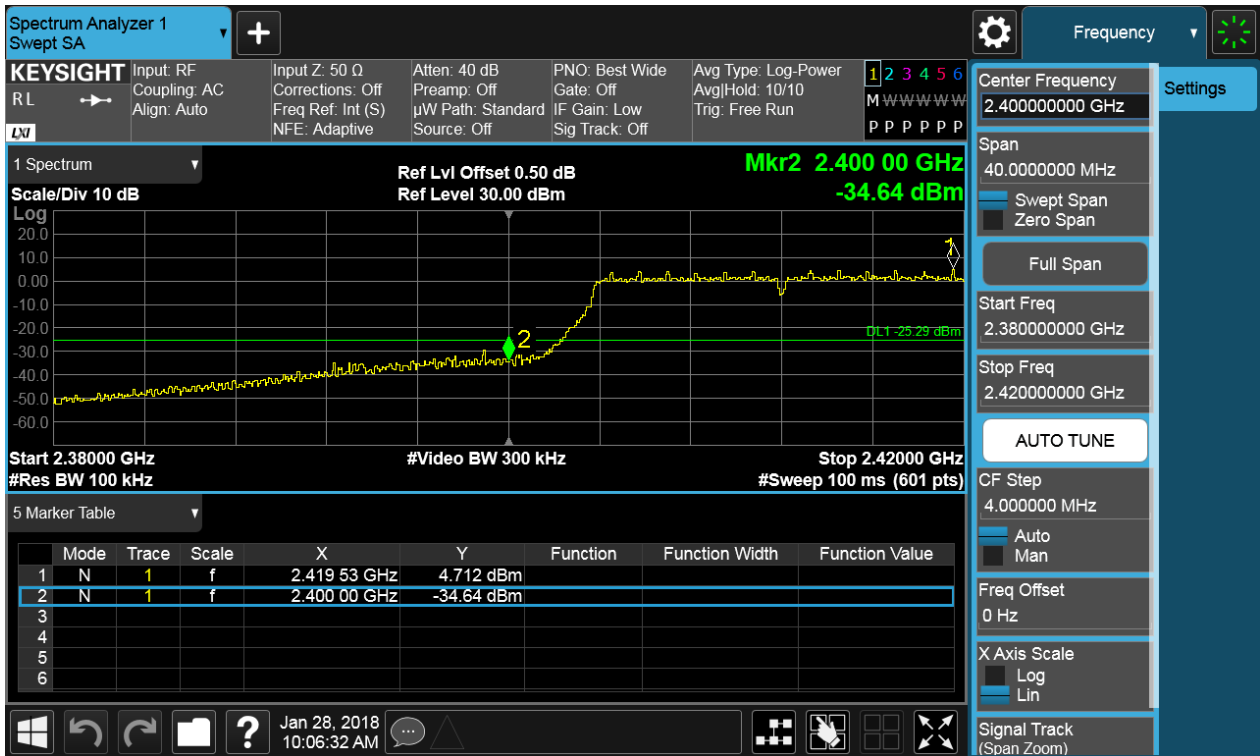 Spectrum Analyzer 1
Swept SA
+
Frequency
KEYSIGHT
R L
LXI
Input: RF
Coupling: AC
Align: Auto
Input Z: 50 Ω
Corrections: Off
Freq Ref: Int (S)
NFE: Adaptive
Atten: 40 dB
Preamp: Off
µW Path: Standard
Source: Off
PNO: Best Wide
Gate: Off
IF Gain: Low
Sig Track: Off
Avg Type: Log-Power
Avg|Hold: 10/10
Trig: Free Run
1 2 3 4 5 6
M W W W W W
P P P P P P
1 Spectrum
Scale/Div 10 dB
Ref Lvl Offset 0.50 dB
Ref Level 30.00 dBm
Mkr2 2.400 00 GHz
-34.64 dBm
Log
20.0
10.0
0.00
-10.0
-20.0
-30.0
-40.0
-50.0
-60.0
1
2
DL1 -25.29 dBm
Start 2.38000 GHz
#Video BW 300 kHz
Stop 2.42000 GHz
#Res BW 100 kHz
#Sweep 100 ms (601 pts)
5 Marker Table
Mode Trace Scale X Y Function Function Width Function Value
1 N 1 f 2.419 53 GHz 4.712 dBm
2 N 1 f 2.400 00 GHz -34.64 dBm
3
4
5
6
Center Frequency
2.400000000 GHz
Span
40.0000000 MHz
Swept Span
Zero Span
Full Span
Start Freq
2.380000000 GHz
Stop Freq
2.420000000 GHz
AUTO TUNE
CF Step
4.000000 MHz
Auto
Man
Freq Offset
0 Hz
X Axis Scale
Log
Lin
Signal Track
(Span Zoom)
Settings
?
Jan 28, 2018
10:06:32 AM